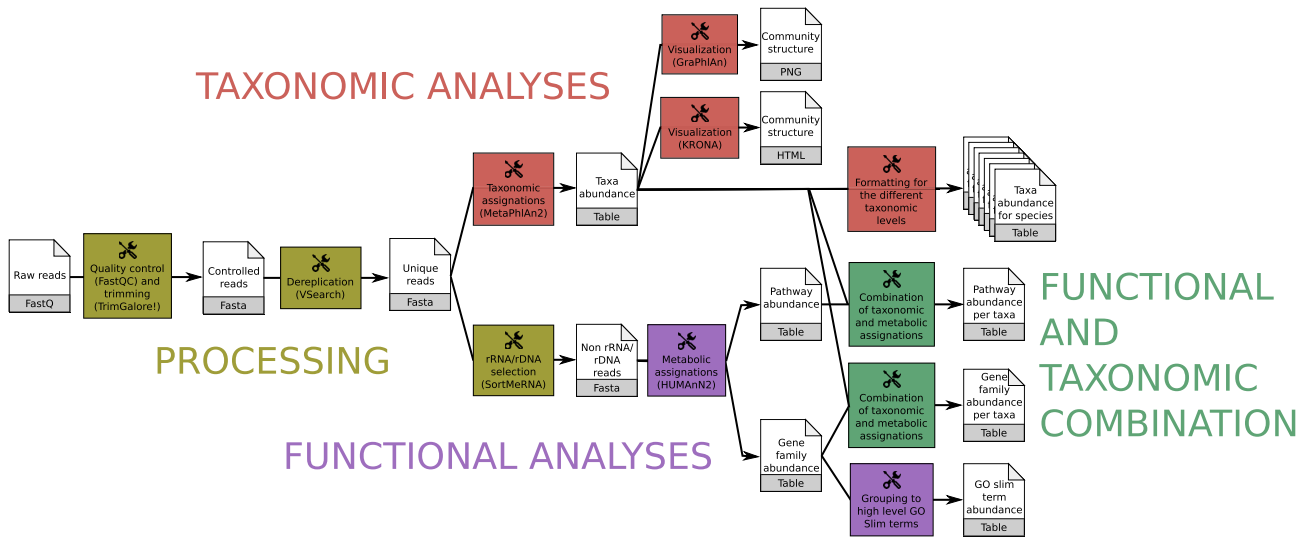 TAXONOMIC ANALYSES
Visualization
(GraPhlAn)
Community
structure
PNG
Visualization
(KRONA)
Community
structure
HTML
Taxonomic
assignations
(MetaPhlAn2)
Taxa
abundance
Table
Formatting for
the different
taxonomic
levels
Taxa
abundance
for species
Table
Raw reads
FastQ
Quality control
(FastQC) and
trimming
(TrimGalore!)
Controlled
reads
Fasta
Dereplication
(VSearch)
Unique
reads
Fasta
PROCESSING
rRNA/rDNA
selection
(SortMeRNA)
Non rRNA/
rDNA
reads
Fasta
Metabolic
assignations
(HUMAnN2)
Pathway
abundance
Table
Combination
of taxonomic
and metabolic
assignations
Pathway
abundance
per taxa
Table
FUNCTIONAL
AND
TAXONOMIC
COMBINATION
Combination
of taxonomic
and metabolic
assignations
Gene
family
abundance
per taxa
Table
FUNCTIONAL ANALYSES
Gene
family
abundance
Table
Grouping to
high level GO
Slim terms
GO slim
term
abundance
Table